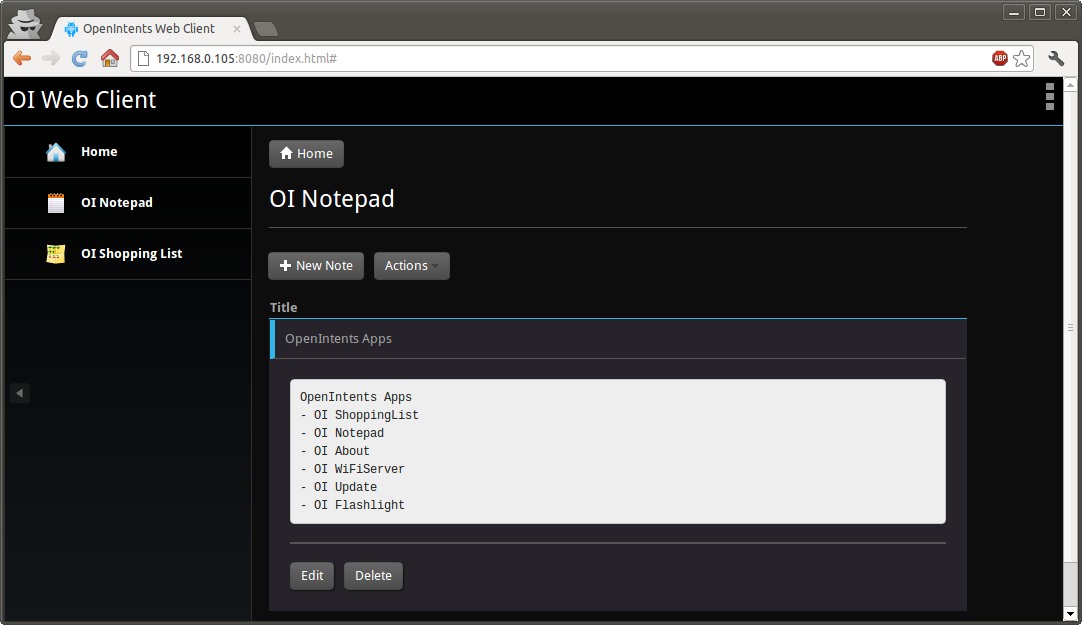 OpenIntents Web Client
192.168.0.105:8080/index.html#
ABP
OI Web Client
Home
OI Notepad
OI Shopping List
Home
OI Notepad
New Note
Actions
Title
OpenIntents Apps
OpenIntents Apps
- OI ShoppingList
- OI Notepad
- OI About
- OI WiFiServer
- OI Update
- OI Flashlight
Edit
Delete